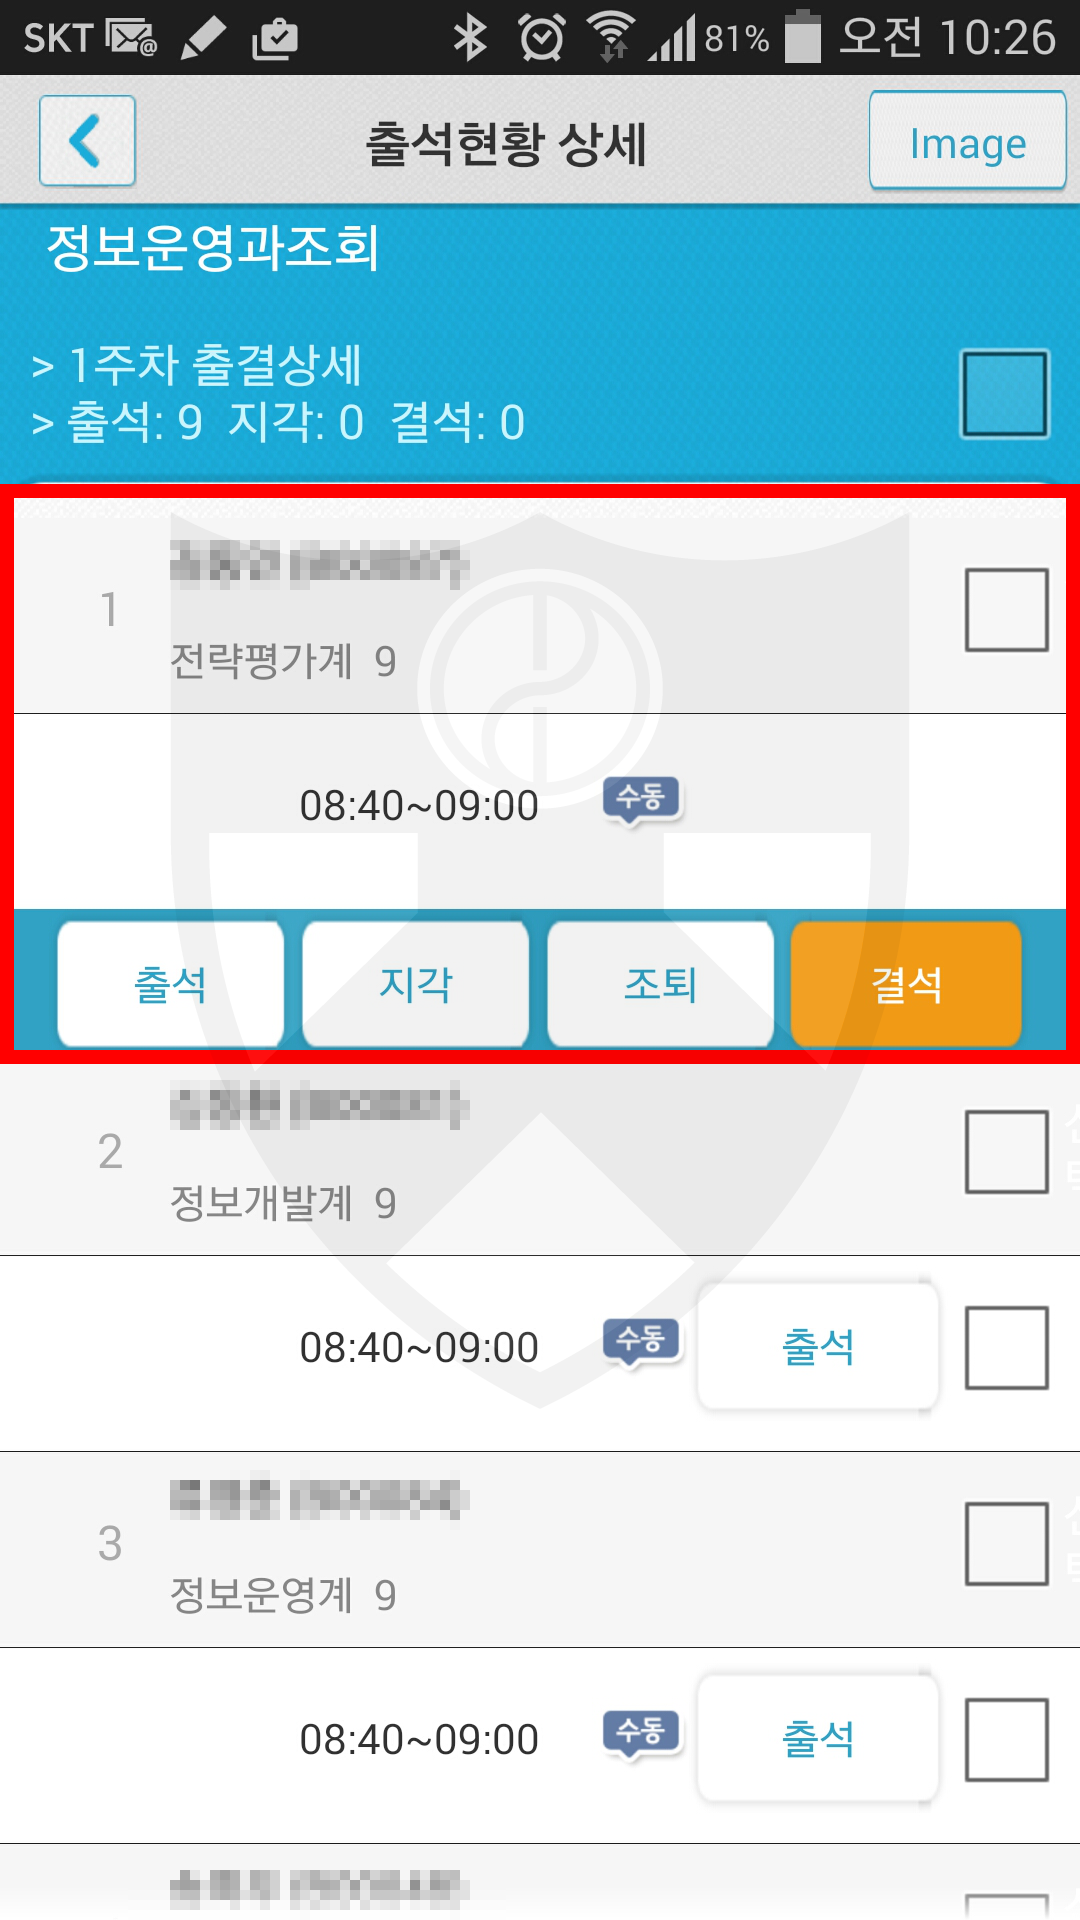 SKT 81% 오전 10:26
출석현황 상세
Image
정보운영과조회
> 1주차 출결상세
> 출석: 9 지각: 0 결석: 0
1
전략평가계 9
08:40~09:00 수동
출석 지각 조퇴 결석
2
정보개발계 9
08:40~09:00 수동 출석
3
정보운영계 9
08:40~09:00 수동 출석